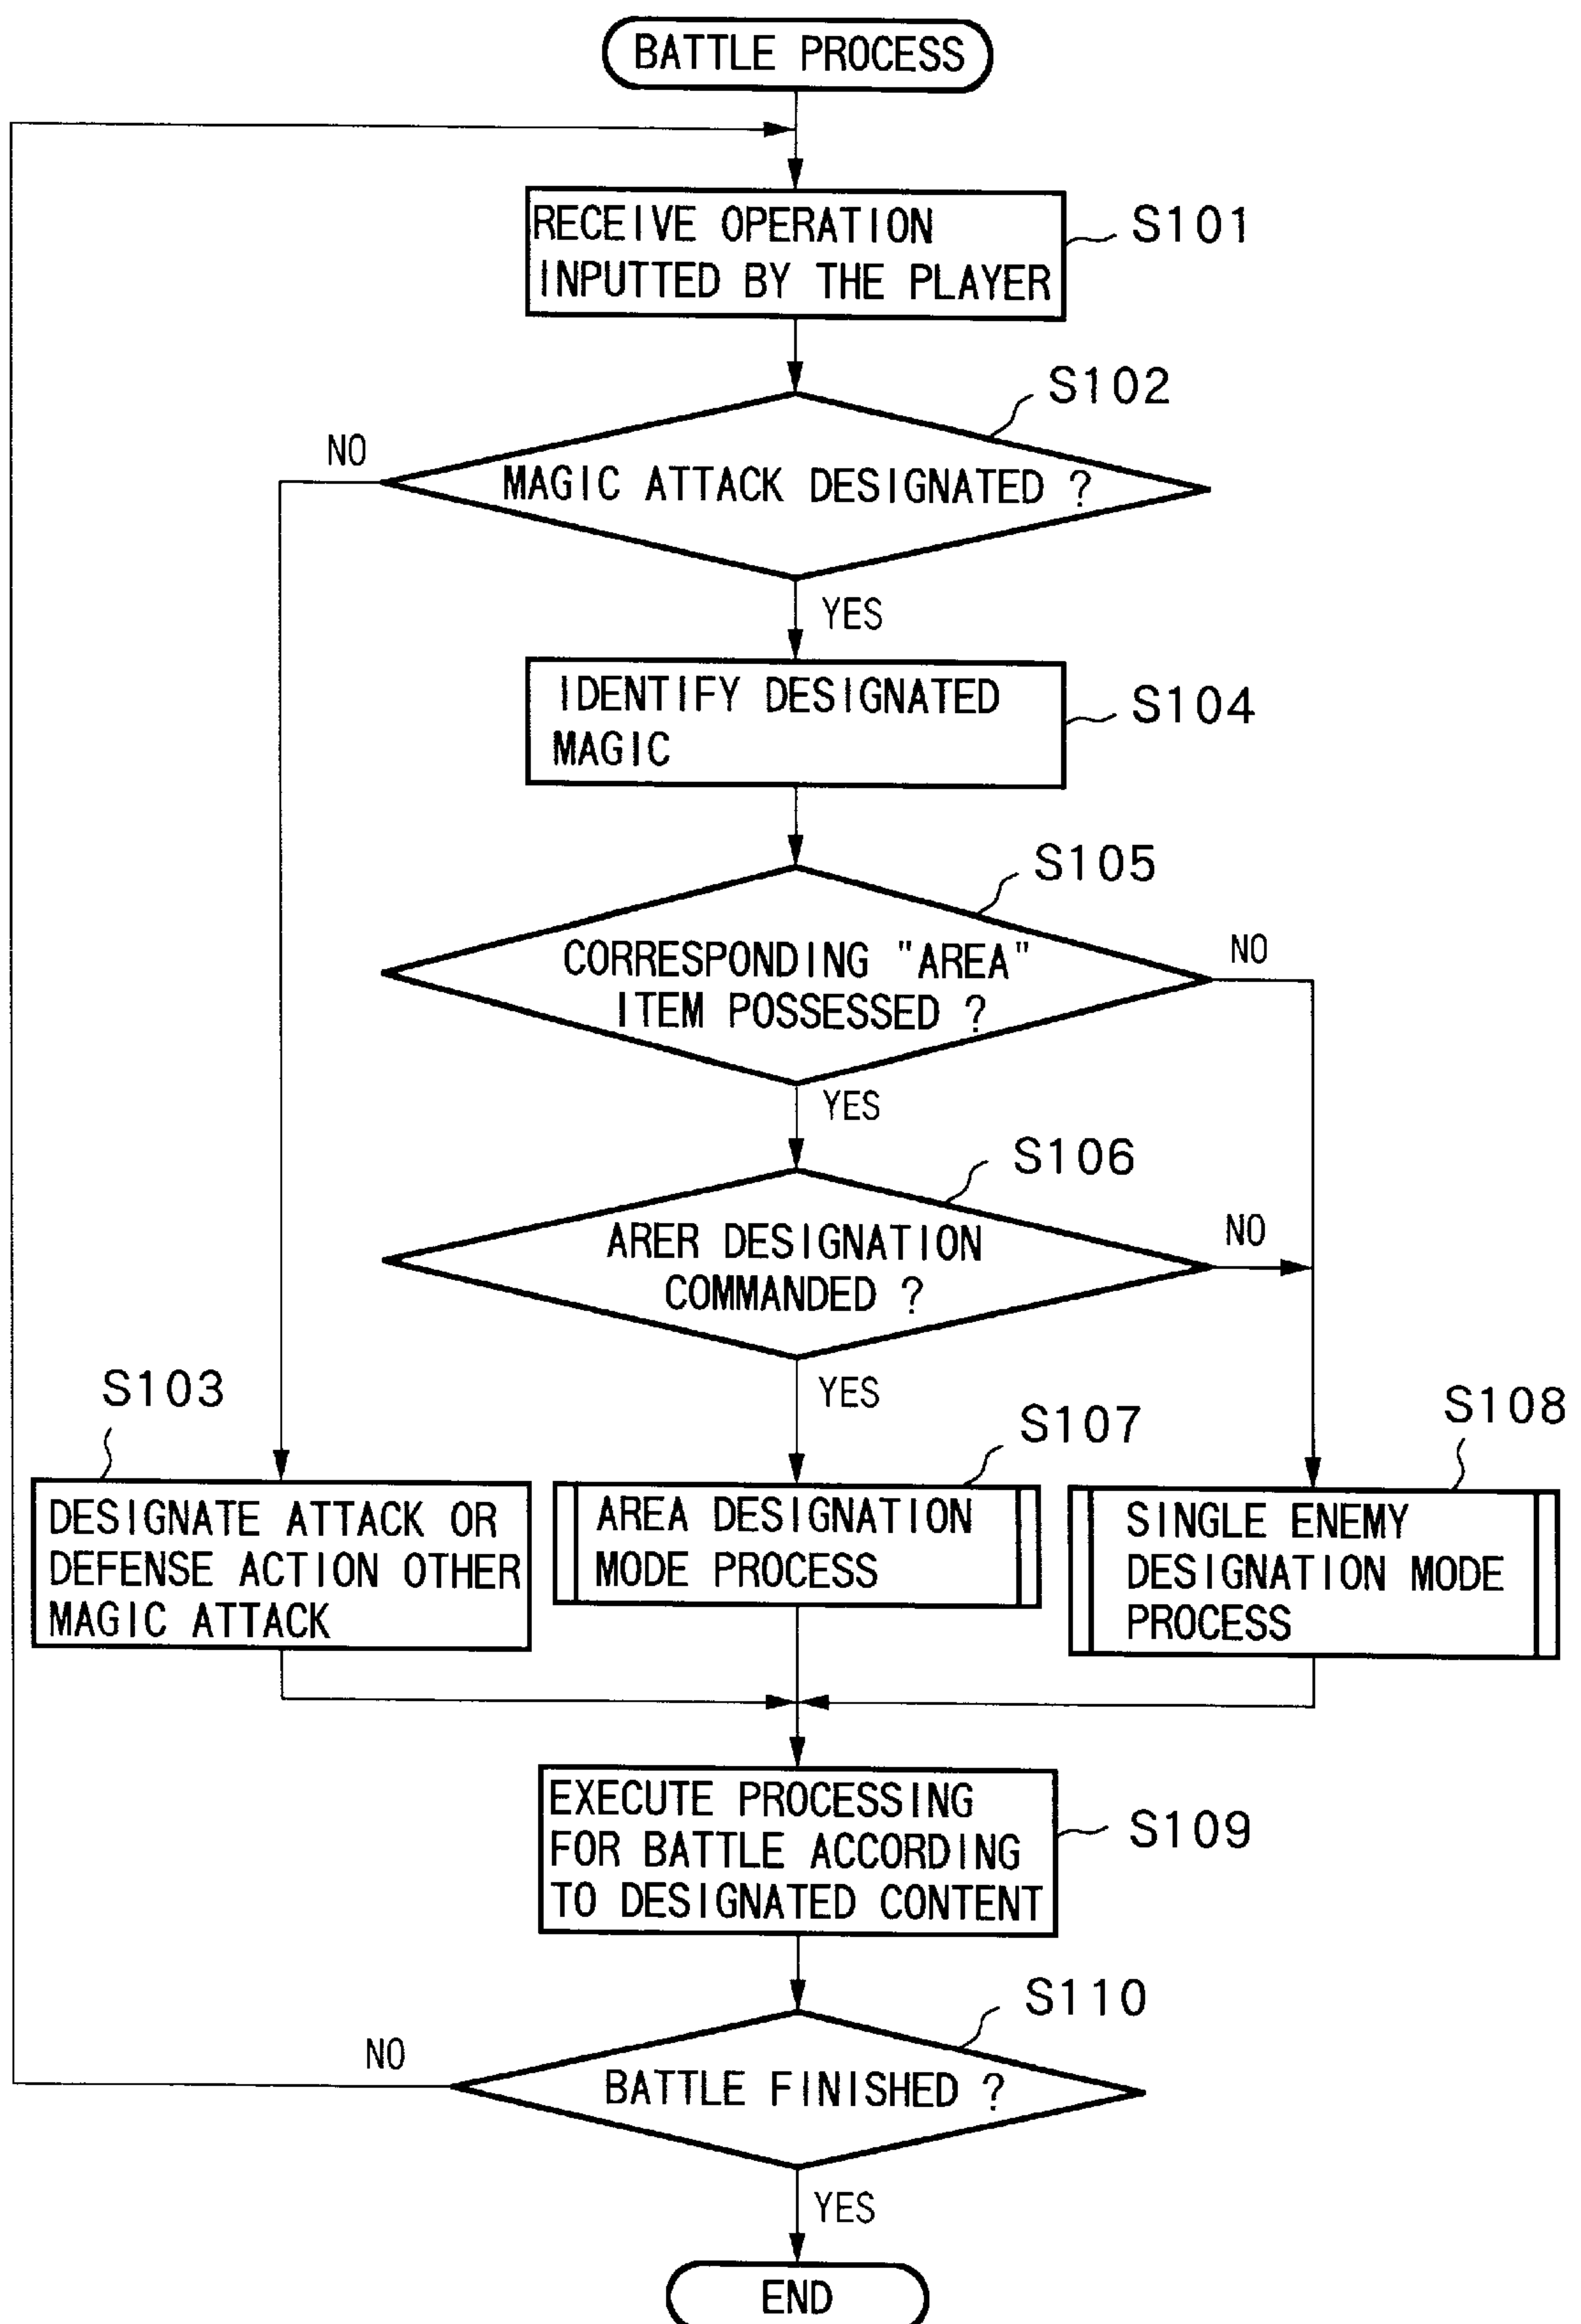 BATTLE PROCESS
RECEIVE OPERATION
INPUTTED BY THE PLAYER
S101
S102
NO
MAGIC ATTACK DESIGNATED ?
YES
IDENTIFY DESIGNATED
MAGIC
S104
S105
CORRESPONDING "AREA"
ITEM POSSESSED ?
NO
YES
S106
ARER DESIGNATION
COMMANDED ?
NO
YES
S103
DESIGNATE ATTACK OR
DEFENSE ACTION OTHER
MAGIC ATTACK
S107
AREA DESIGNATION
MODE PROCESS
S108
SINGLE ENEMY
DESIGNATION MODE
PROCESS
EXECUTE PROCESSING
FOR BATTLE ACCORDING
TO DESIGNATED CONTENT
S109
S110
NO
BATTLE FINISHED ?
YES
END